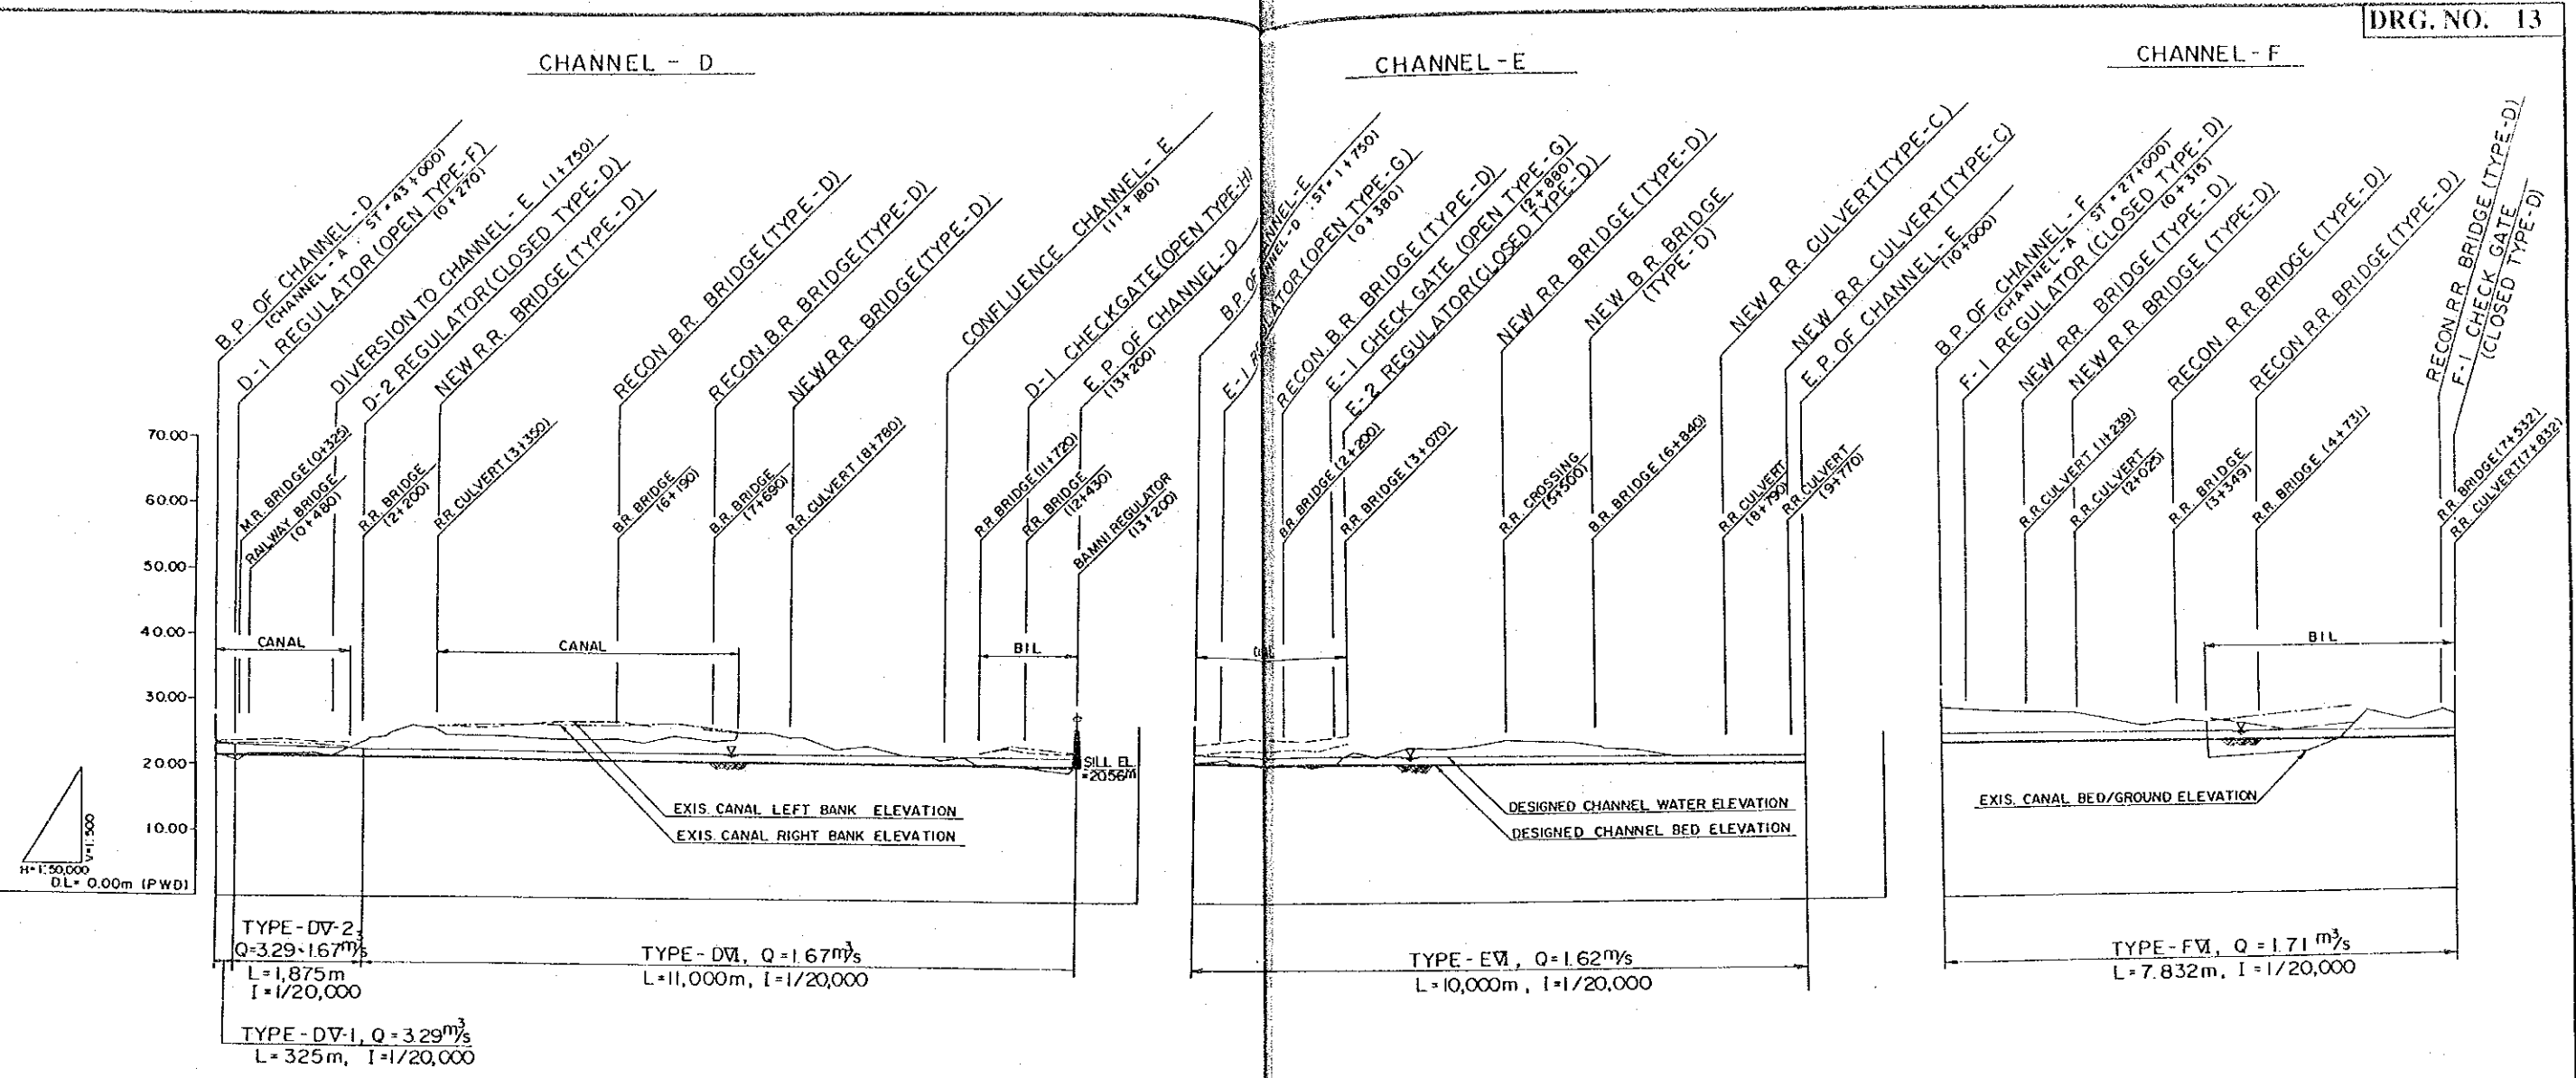 DRG. NO. 13
CHANNEL - D
B.P. OF CHANNEL-D
(CHANNEL-A : ST = 43+000)
D-1 REGULATOR (OPEN TYPE-F)
(0+270)
DIVERSION TO CHANNEL-E (1+750)
D-2 REGULATOR (CLOSED TYPE-D)
NEW R.R. BRIDGE (TYPE-D)
RECON. B.R. BRIDGE (TYPE-D)
RECON. B.R. BRIDGE (TYPE-D)
NEW R.R. BRIDGE (TYPE-D)
CONFLUENCE CHANNEL-E
(11+180)
D-1 CHECKGATE (OPEN TYPE-H)
E.P. OF CHANNEL-D
(13+200)
M.R. BRIDGE (0+325)
RAILWAY BRIDGE
(0+480)
R.R. BRIDGE
(2+200)
R.R. CULVERT (3+350)
B.R. BRIDGE
(6+190)
B.R. BRIDGE
(7+690)
R.R. CULVERT (8+780)
R.R. BRIDGE (11+720)
R.R. BRIDGE
(12+430)
BAMNI REGULATOR
(13+200)
70.00
60.00
50.00
40.00
30.00
20.00
10.00
D.L= 0.00m (PWD)
V=1:500
H=1:50,000
CANAL
CANAL
BIL
SILL EL.
=20.56M
EXIS. CANAL LEFT BANK ELEVATION
EXIS. CANAL RIGHT BANK ELEVATION
TYPE-DV-2,
Q=3.29~1.67m³/s
L=1,875m
I=1/20,000
TYPE-DV-1, Q=3.29m³/s
L=325m, I=1/20,000
TYPE-DVI, Q=1.67m³/s
L=11,000m, I=1/20,000
CHANNEL-E
ST=1+750)
(0+380)
RECON. B.R. BRIDGE (TYPE-D)
E-1 CHECK GATE (OPEN TYPE-G)
(2+880)
E-2 REGULATOR (CLOSED TYPE-D)
NEW R.R. BRIDGE (TYPE-D)
NEW B.R. BRIDGE
(TYPE-D)
NEW R.R. CULVERT (TYPE-C)
NEW R.R. CULVERT (TYPE-C)
E.P. OF CHANNEL-E
(10+000)
B.R. BRIDGE (2+200)
R.R. BRIDGE (3+070)
R.R. CROSSING
(5+500)
B.R. BRIDGE (6+840)
R.R. CULVERT
(8+790)
R.R. CULVERT
(9+770)
DESIGNED CHANNEL WATER ELEVATION
DESIGNED CHANNEL BED ELEVATION
TYPE-EVI, Q=1.62m³/s
L=10,000m, I=1/20,000
CHANNEL-F
B.P. OF CHANNEL-F
(CHANNEL-A : ST = 27+000)
F-1 REGULATOR (CLOSED TYPE-D)
(0+315)
NEW R.R. BRIDGE (TYPE-D)
NEW R.R. BRIDGE (TYPE-D)
RECON. R.R. BRIDGE (TYPE-D)
RECON R.R. BRIDGE (TYPE-D)
RECON R.R. BRIDGE (TYPE-D)
F-1 CHECK GATE
(CLOSED TYPE-D)
R.R. CULVERT (1+239)
R.R. CULVERT
(2+025)
R.R. BRIDGE
(3+349)
R.R. BRIDGE (4+731)
R.R. BRIDGE (7+532)
R.R. CULVERT (7+832)
BIL
EXIS. CANAL BED/GROUND ELEVATION
TYPE-FVI, Q=1.71 m³/s
L=7.832m, I=1/20,000